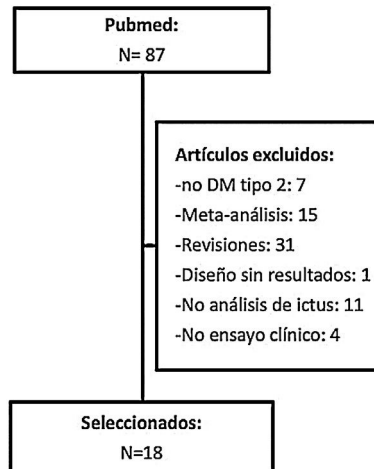 Pubmed:
N= 87
Artículos excluidos:
-no DM tipo 2: 7
-Meta-análisis: 15
-Revisiones: 31
-Diseño sin resultados: 1
-No análisis de ictus: 11
-No ensayo clínico: 4
Seleccionados:
N=18